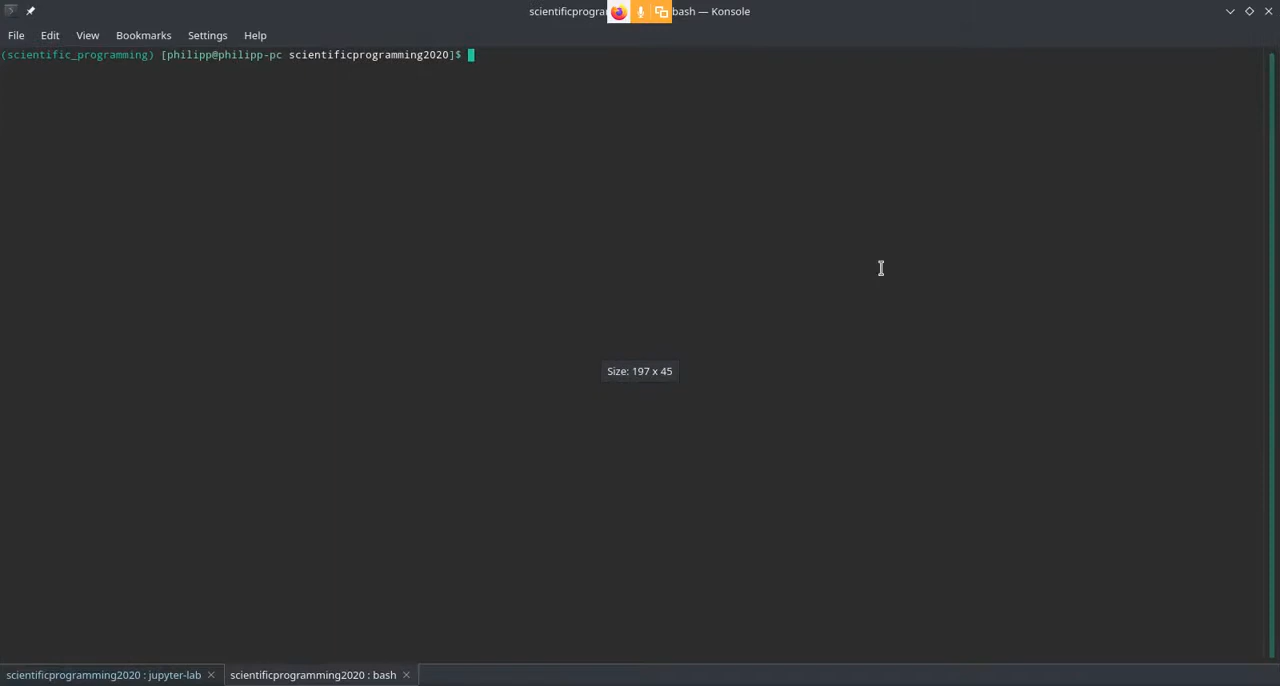 scientificprogra bash — Konsole
File Edit View Bookmarks Settings Help
(scientific_programming) [philipp@philipp-pc scientificprogramming2020]$
Size: 197 x 45
scientificprogramming2020 : jupyter-lab scientificprogramming2020 : bash